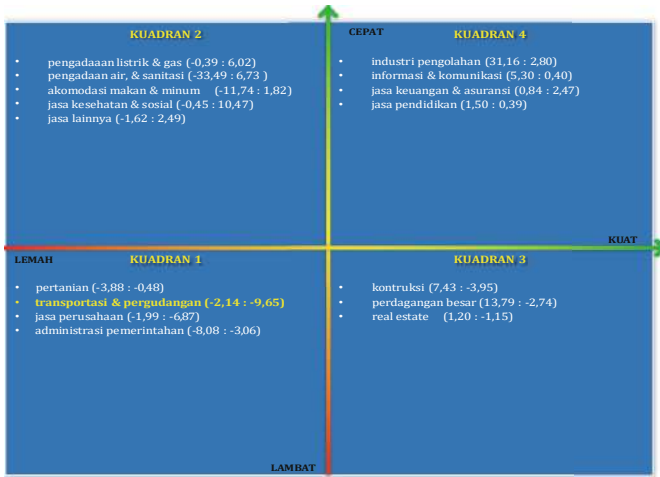 KUADRAN 2
• pengadaaan listrik & gas (-0,39 : 6,02)
• pengadaan air, & sanitasi (-33,49 : 6,73 )
• akomodasi makan & minum (-11,74 : 1,82)
• jasa kesehatan & sosial (-0,45 : 10,47)
• jasa lainnya (-1,62 : 2,49)
CEPAT
KUADRAN 4
• industri pengolahan (31,16 : 2,80)
• informasi & komunikasi (5,30 : 0,40)
• jasa keuangan & asuransi (0,84 : 2,47)
• jasa pendidikan (1,50 : 0,39)
KUAT
LEMAH
KUADRAN 1
• pertanian (-3,88 : -0,48)
• transportasi & pergudangan (-2,14 : -9,65)
• jasa perusahaan (-1,99 : -6,87)
• administrasi pemerintahan (-8,08 : -3,06)
KUADRAN 3
• kontruksi (7,43 : -3,95)
• perdagangan besar (13,79 : -2,74)
• real estate (1,20 : -1,15)
LAMBAT